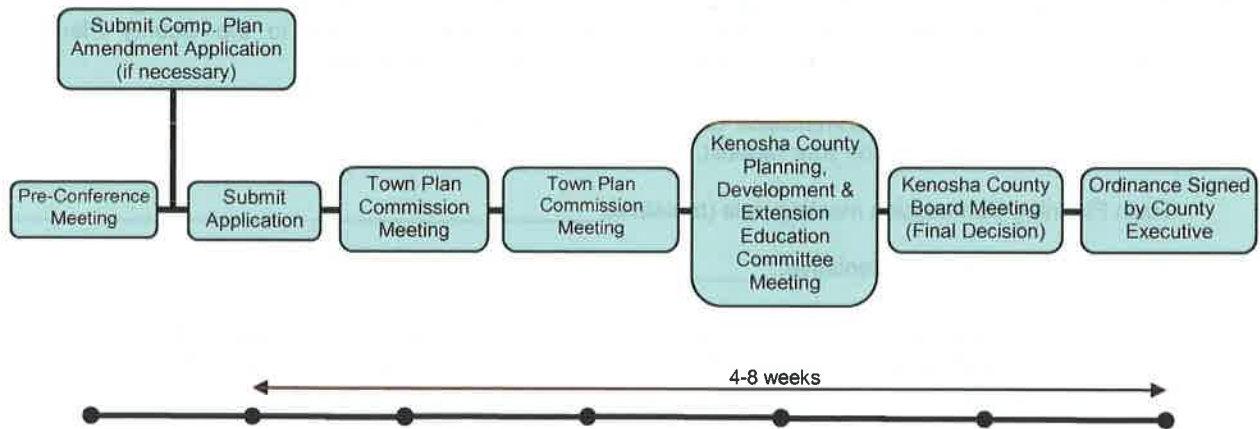 Submit Comp. Plan
Amendment Application
(if necessary)
Pre-Conference
Meeting
Submit
Application
Town Plan
Commission
Meeting
Town Plan
Commission
Meeting
Kenosha County
Planning,
Development &
Extension
Education
Committee
Meeting
Kenosha County
Board Meeting
(Final Decision)
Ordinance Signed
by County
Executive
4-8 weeks